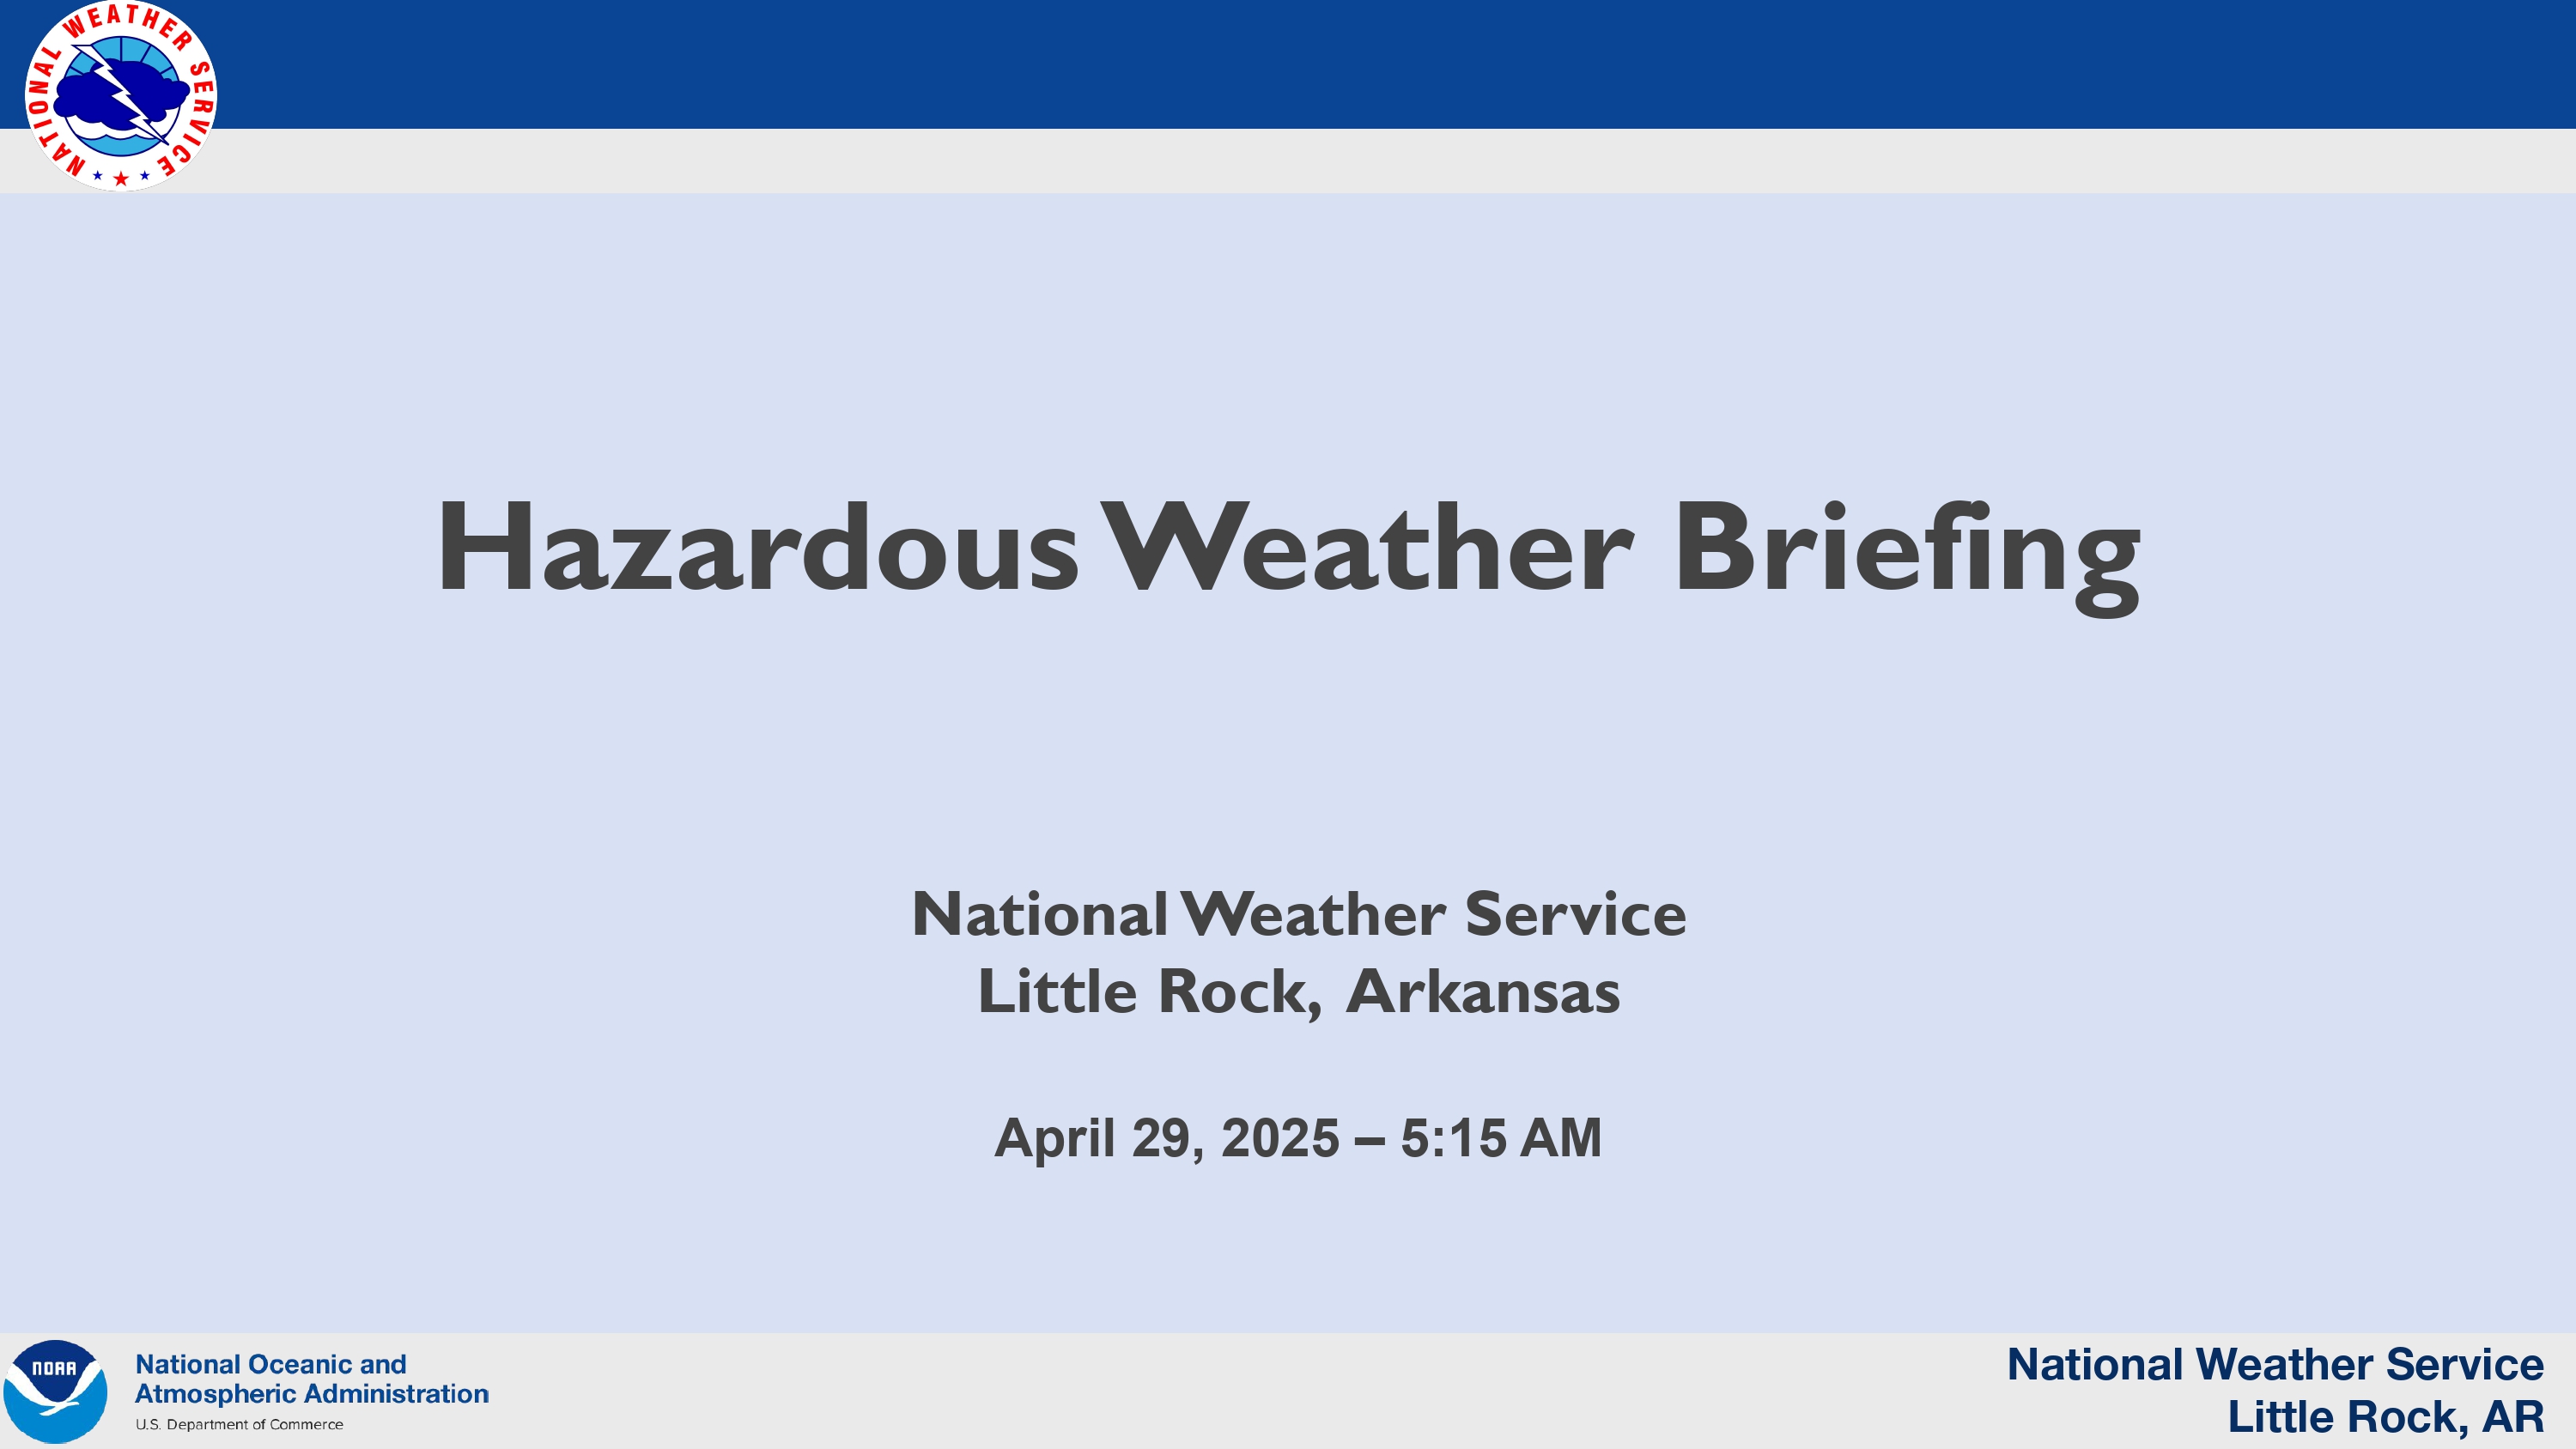 NATIONAL WEATHER SERVICE
Hazardous Weather Briefing
National Weather Service
Little Rock, Arkansas
April 29, 2025 – 5:15 AM
NOAA
National Oceanic and
Atmospheric Administration
U.S. Department of Commerce
National Weather Service
Little Rock, AR